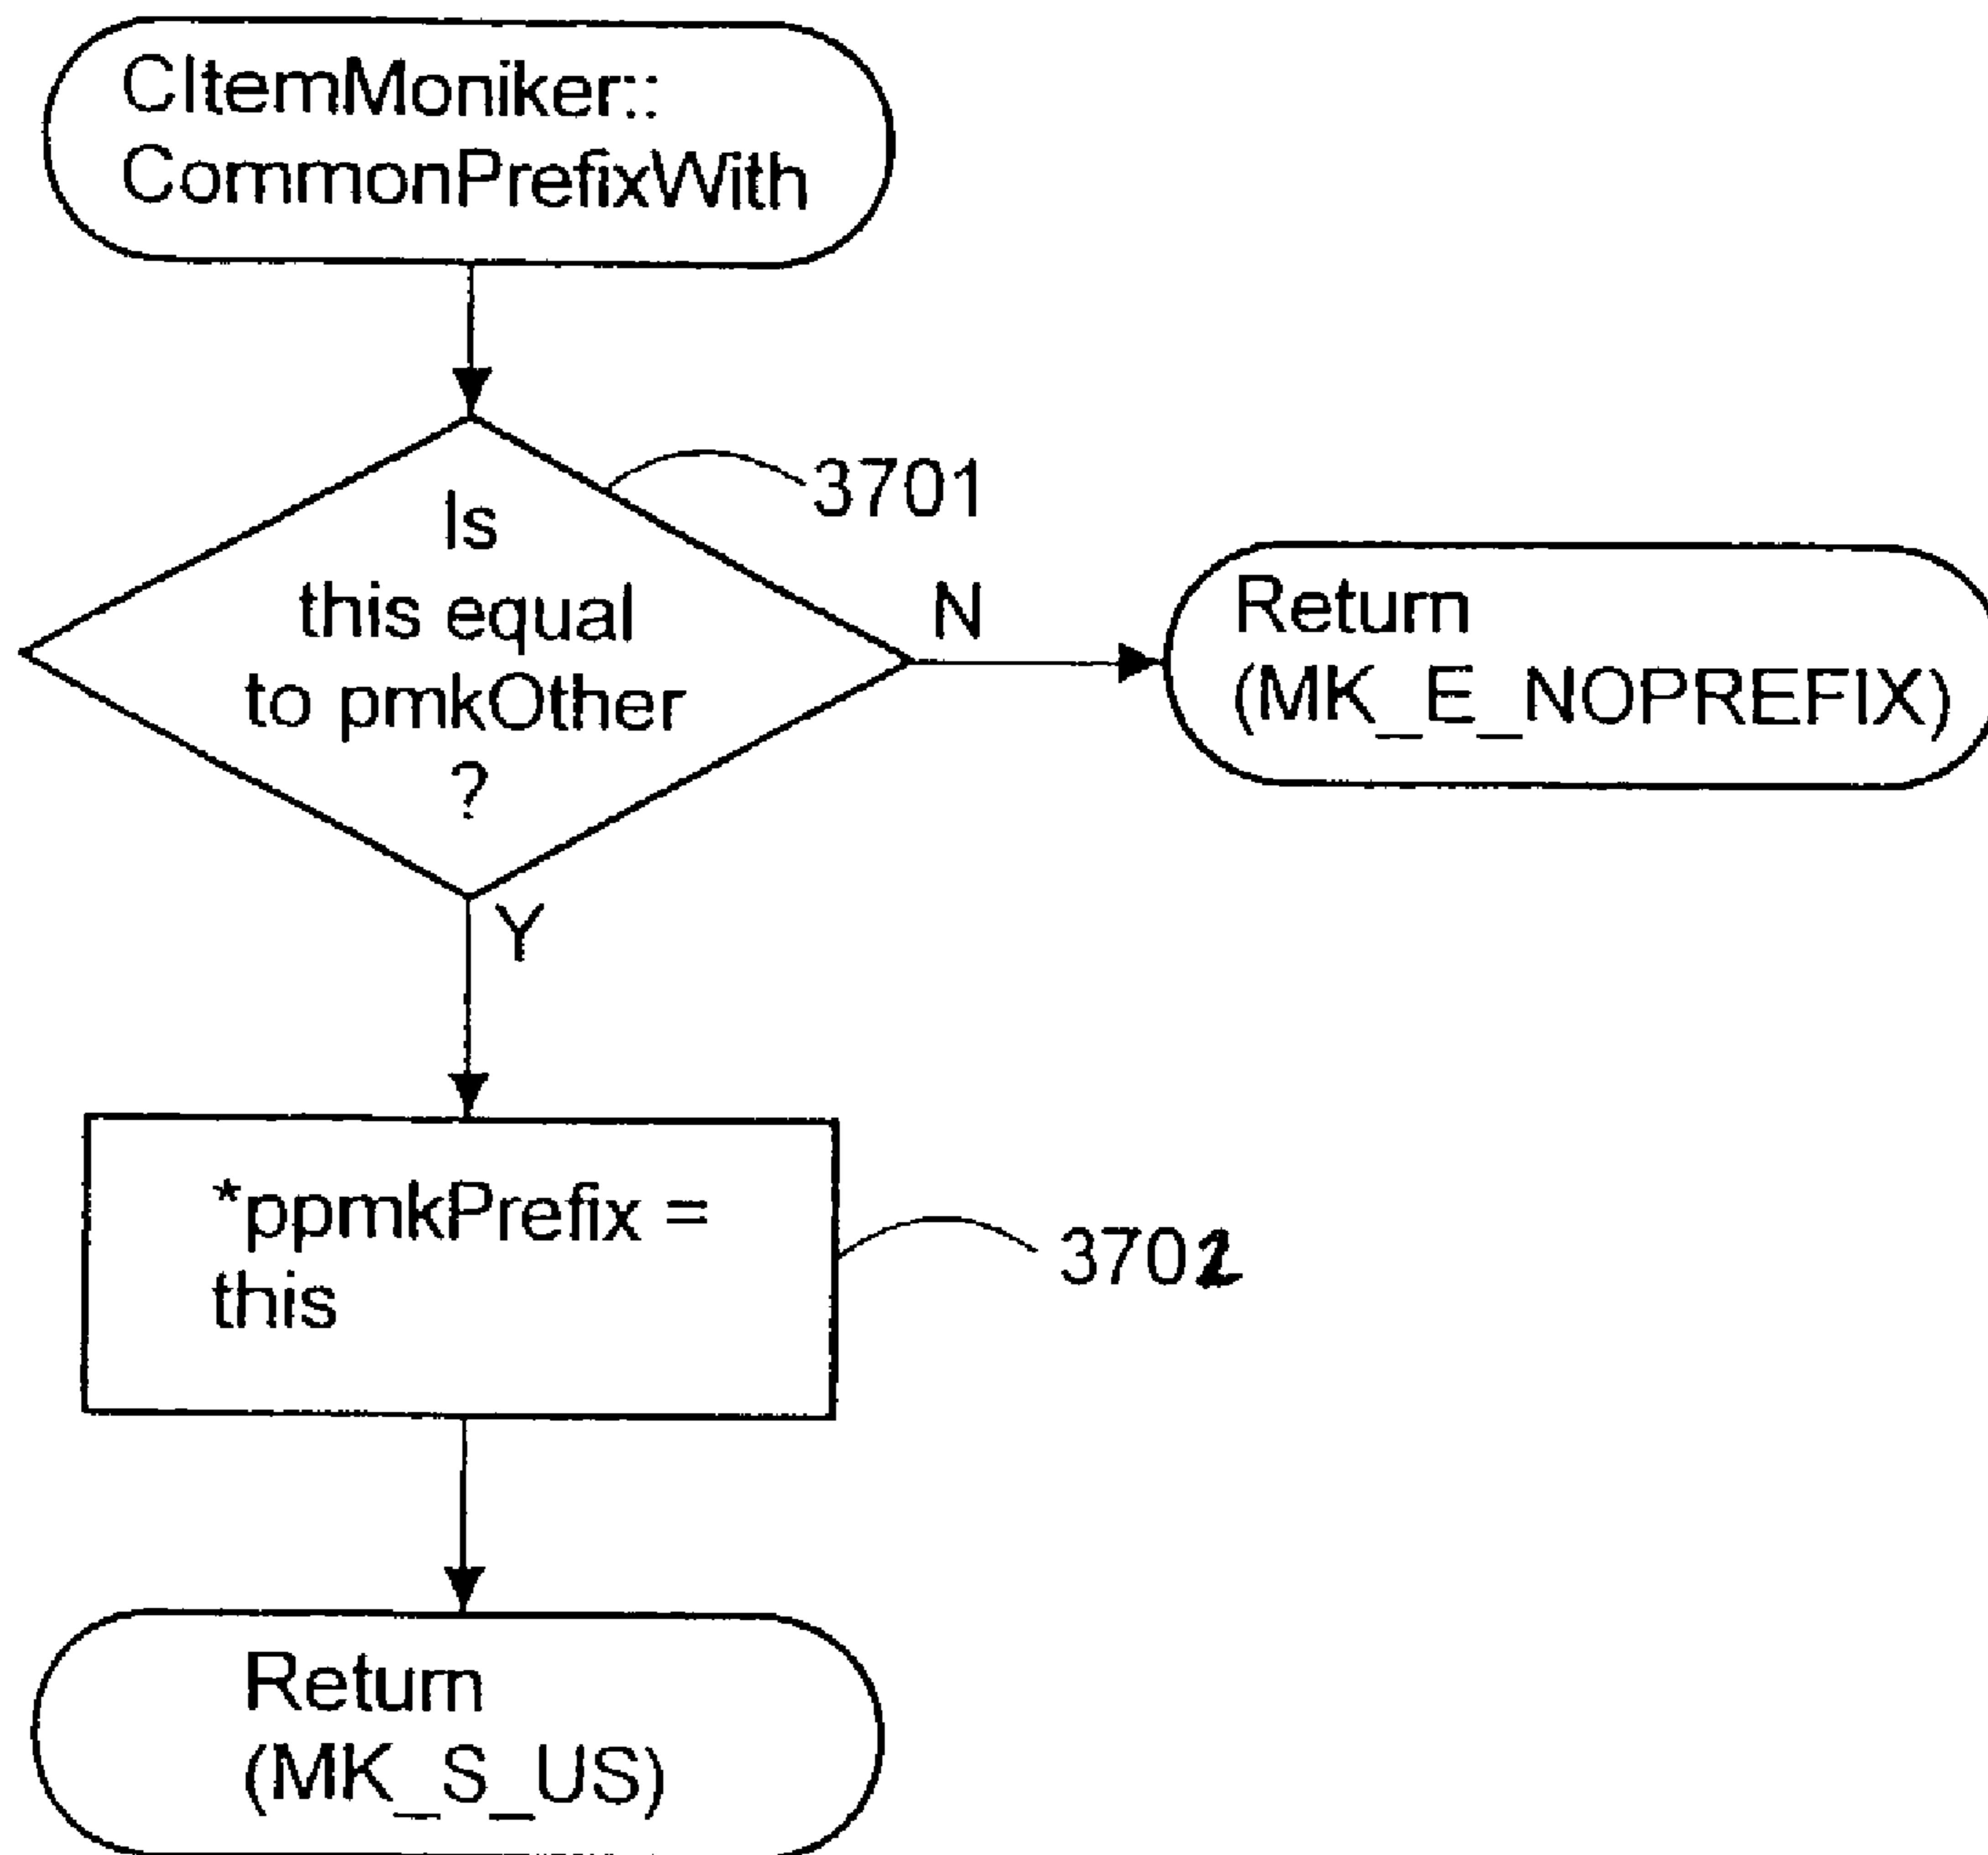 CItemMoniker::
CommonPrefixWith
3701
Is
this equal
to pmkOther
?
N
Return
(MK_E_NOPREFIX)
Y
*ppmkPrefix =
this
3702
Return
(MK_S_US)